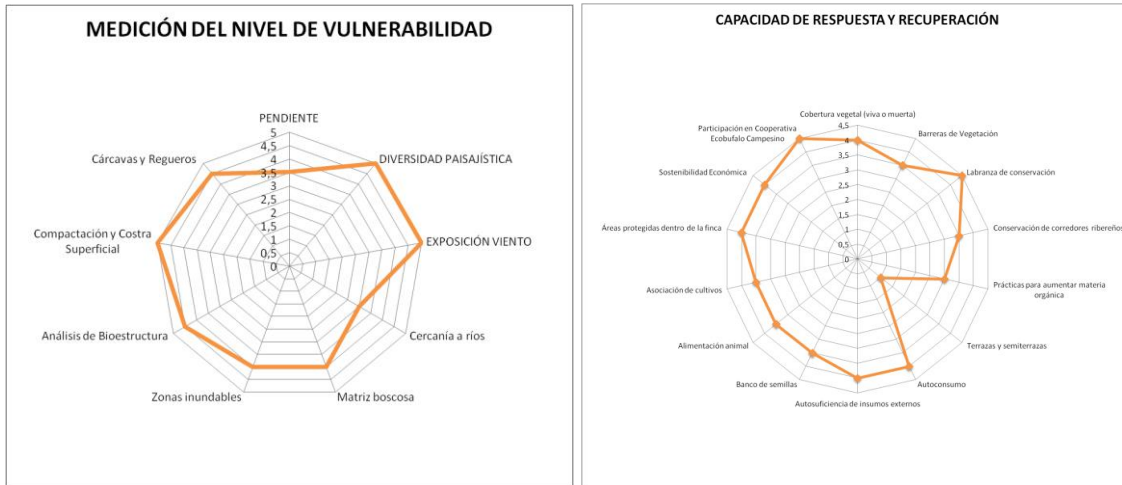 MEDICIÓN DEL NIVEL DE VULNERABILIDAD
PENDIENTE
DIVERSIDAD PAISAJÍSTICA
EXPOSICIÓN VIENTO
Cercanía a ríos
Matriz boscosa
Zonas inundables
Análisis de Bioestructura
Compactación y Costra
Superficial
Cárcavas y Regueros
5
4,5
4
3,5
3
2,5
2
1,5
1
0,5
0
CAPACIDAD DE RESPUESTA Y RECUPERACIÓN
Cobertura vegetal (viva o muerta)
Barreras de Vegetación
Labranza de conservación
Conservación de corredores ribereños
Prácticas para aumentar materia
orgánica
Terrazas y semiterrazas
Autoconsumo
Autosuficiencia de insumos externos
Banco de semillas
Alimentación animal
Asociación de cultivos
Áreas protegidas dentro de la finca
Sostenibilidad Económica
Participación en Cooperativa
Ecobufalo Campesino
4,5
4
3,5
3
2,5
2
1,5
1
0,5
0